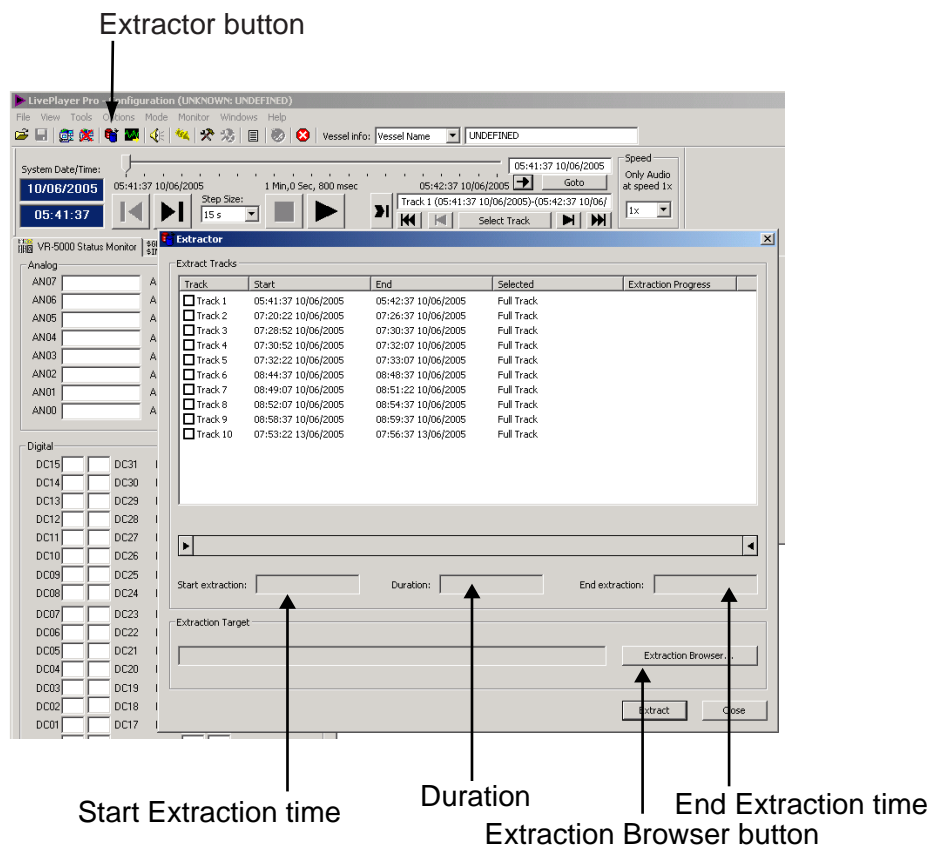 Extractor button
LivePlayer Pro - Configuration (UNKNOWN: UNDEFINED)
File View Tools Options Mode Monitor Windows Help
Vessel info: Vessel Name UNDEFINED
System Date/Time:
10/06/2005
05:41:37
05:41:37 10/06/2005
Speed
Only Audio
at speed 1x
1x
05:41:37 10/06/2005 1 Min,0 Sec, 800 msec 05:42:37 10/06/2005 Goto
Step Size:
15 s
Track 1 (05:41:37 10/06/2005)-(05:42:37 10/06/
Select Track
VR-5000 Status Monitor
Extractor
Analog
AN07 A
AN06 A
AN05 A
AN04 A
AN03 A
AN02 A
AN01 A
AN00 A
Extract Tracks
Track Start End Selected Extraction Progress
Track 1 05:41:37 10/06/2005 05:42:37 10/06/2005 Full Track
Track 2 07:20:22 10/06/2005 07:26:37 10/06/2005 Full Track
Track 3 07:28:52 10/06/2005 07:30:37 10/06/2005 Full Track
Track 4 07:30:52 10/06/2005 07:32:07 10/06/2005 Full Track
Track 5 07:32:22 10/06/2005 07:33:07 10/06/2005 Full Track
Track 6 08:44:37 10/06/2005 08:48:37 10/06/2005 Full Track
Track 7 08:49:07 10/06/2005 08:51:22 10/06/2005 Full Track
Track 8 08:52:07 10/06/2005 08:54:37 10/06/2005 Full Track
Track 9 08:58:37 10/06/2005 08:59:37 10/06/2005 Full Track
Track 10 07:53:22 13/06/2005 07:56:37 13/06/2005 Full Track
Digital
DC15 DC31
DC14 DC30
DC13 DC29
DC12 DC28
DC11 DC27
DC10 DC26
DC09 DC25
DC08 DC24
DC07 DC23
DC06 DC22
DC05 DC21
DC04 DC20
DC03 DC19
DC02 DC18
DC01 DC17
Start extraction: Duration: End extraction:
Extraction Target
Extraction Browser...
Extract Close
Start Extraction time
Duration
End Extraction time
Extraction Browser button